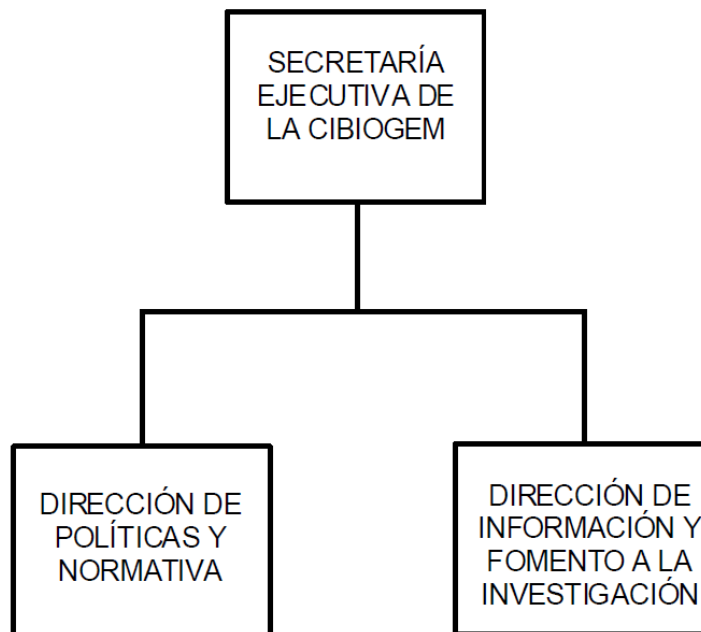 SECRETARÍA
EJECUTIVA DE
LA CIBIOGEM
DIRECCIÓN DE
POLÍTICAS Y
NORMATIVA
DIRECCIÓN DE
INFORMACIÓN Y
FOMENTO A LA
INVESTIGACIÓN